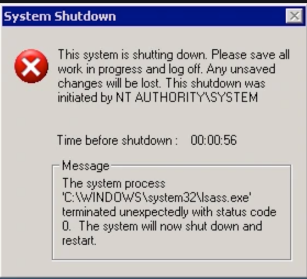 System Shutdown
This system is shutting down. Please save all
work in progress and log off. Any unsaved
changes will be lost. This shutdown was
initiated by NT AUTHORITY\SYSTEM
Time before shutdown : 00:00:56
Message
The system process
'C:\WINDOWS\system32\lsass.exe'
terminated unexpectedly with status code
0. The system will now shut down and
restart.